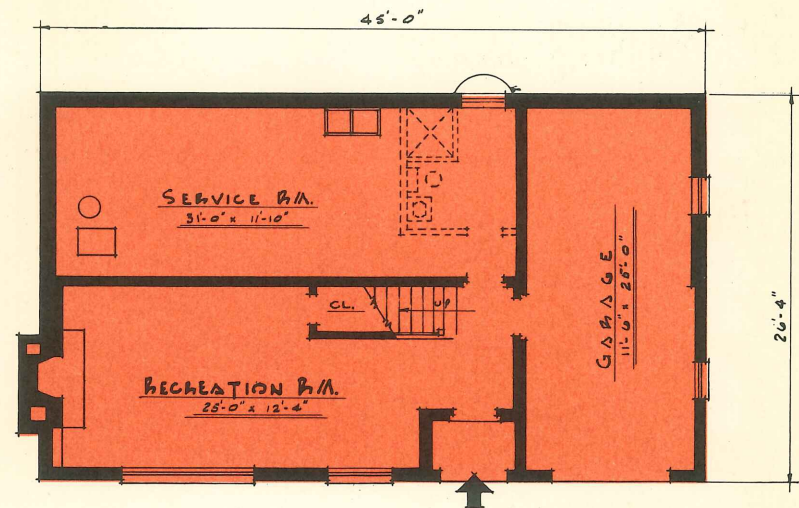 45'-0"
SERVICE RM.
31'-0" x 11'-10"
CL.
UP
GARAGE
11'-6" x 25'-0"
26'-4"
RECREATION RM.
25'-0" x 12'-4"